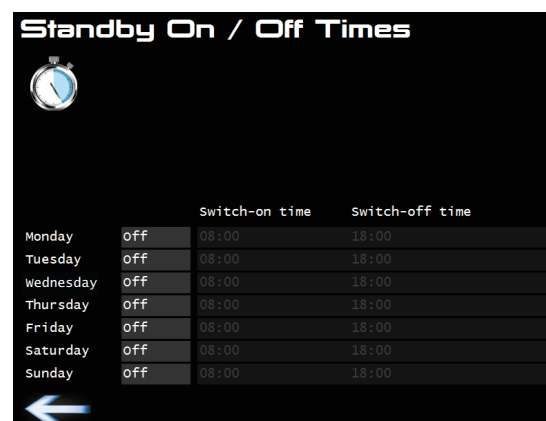 Standby On / Off Times
Switch-on time Switch-off time
Monday off 08:00 18:00
Tuesday off 08:00 18:00
Wednesday off 08:00 18:00
Thursday off 08:00 18:00
Friday off 08:00 18:00
Saturday off 08:00 18:00
Sunday off 08:00 18:00